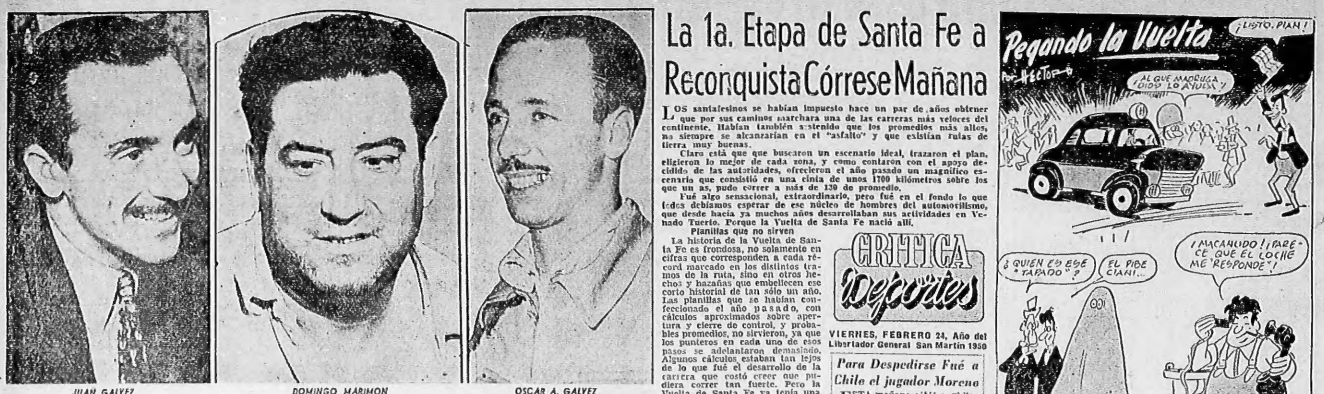 JUAN GALVEZ
DOMINGO MARIMON
OSCAR A. GALVEZ
La 1a. Etapa de Santa Fe a
Reconquista Córrese Mañana
LOS santafesinos se habían impuesto hace un par de años obtener
que por sus caminos marchara una de las carreras más veloces del
continente. Habían también sostenido que los promedios más altos,
no siempre se alcanzarían en el "asfalto" y que existían rutas de
tierra muy buenas.
Claro está que que buscaron un escenario ideal, trazaron el plan,
eligieron lo mejor de cada zona, y como contaron con el apoyo de-
cidido de las autoridades, ofrecieron el año pasado un magnífico es-
cenario que consistió en una cinta de unos 1700 kilómetros sobre los
que un as, pudo correr a más de 130 de promedio.
Fué algo sensacional, extraordinario, pero fué en el fondo lo que
todos debíamos esperar de ese núcleo de hombres del automovilismo,
que desde hacía ya muchos años desarrollaban sus actividades en Ve-
nado Tuerto. Porque la Vuelta de Santa Fe nació allí.
Planillas que no sirven
La historia de la Vuelta de San-
ta Fe es frondosa, no solamente en
cifras que corresponden a cada ré-
cord marcado en los distintos tra-
mos de la ruta, sino en otros he-
chos y hazañas que embellecen ese
corto historial de tan sólo un año.
Las planillas que se habían con-
feccionado el año pasado, con
cálculos aproximados sobre aper-
tura y cierre de control, y proba-
bles promedios, no sirvieron, ya que
los punteros en cada uno de esos
pasos se adelantaron demasiado.
Algunos cálculos estaban tan lejos
de lo que fué el desarrollo de la
carrera que costó creer que pu-
diera correr tan fuerte. Pero la
Vuelta de Santa Fe ya tenía una
CRITICA
Deportes
VIERNES, FEBRERO 24, Año del
Libertador General San Martín 1950
Para Despedirse Fué a
Chile el jugador Moreno
Pegando la Vuelta
Por HECTOR
¡LISTO, PIAN!
AL QUE MADRUGA
DIOS LO AYUDA?
¿QUIEN ES ESE
"TAPADO"?
EL PIBE
CIANI...
¡MACANUDO! ¡PARE-
CE QUE EL COCHE
ME "RESPONDE"!